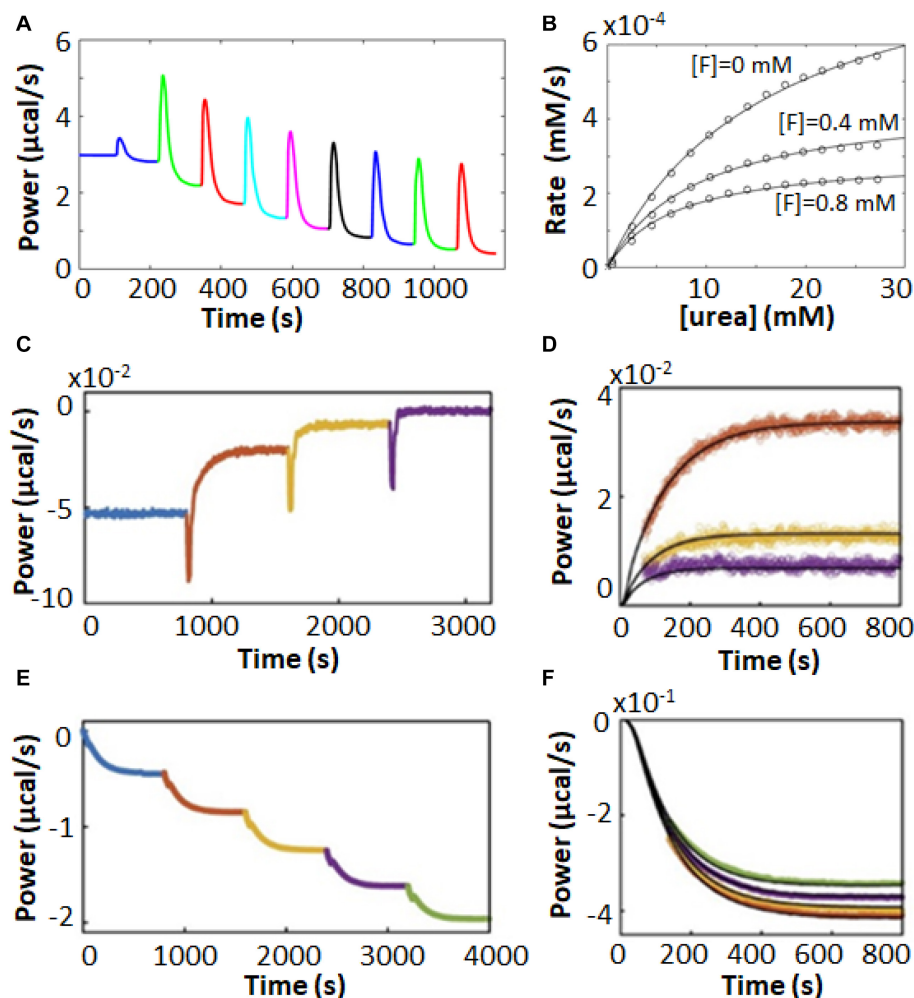 A
Power (µcal/s)
6
4
2
0
0 200 400 600 800 1000
Time (s)
B
x10-4
Rate (mM/s)
6
4
2
0
[F]=0 mM
[F]=0.4 mM
[F]=0.8 mM
10 20 30
[urea] (mM)
C
x10-2
Power (µcal/s)
0
-5
-10
0 1000 2000 3000
Time (s)
D
x10-2
Power (µcal/s)
4
2
0
0 200 400 600 800
Time (s)
E
Power (µcal/s)
0
-1
-2
0 1000 2000 3000 4000
Time (s)
F
x10-1
Power (µcal/s)
0
-2
-4
0 200 400 600 800
Time (s)